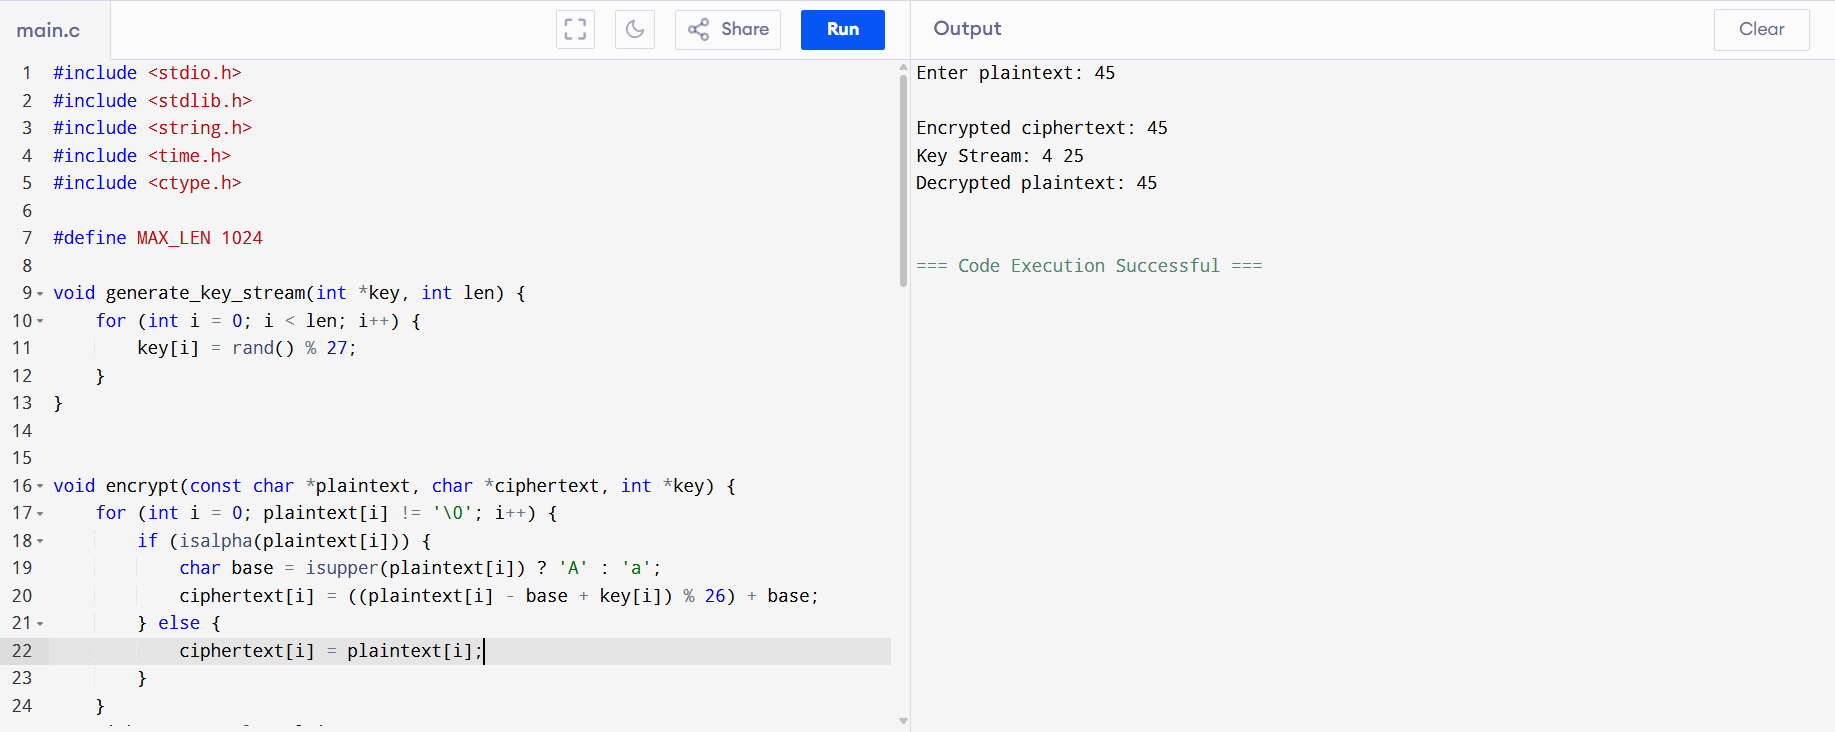 main.c
Share
Run
Output
Clear
1 #include <stdio.h>
2 #include <stdlib.h>
3 #include <string.h>
4 #include <time.h>
5 #include <ctype.h>
6
7 #define MAX_LEN 1024
8
9 void generate_key_stream(int *key, int len) {
10     for (int i = 0; i < len; i++) {
11         key[i] = rand() % 27;
12     }
13 }
14
15
16 void encrypt(const char *plaintext, char *ciphertext, int *key) {
17     for (int i = 0; plaintext[i] != '\0'; i++) {
18         if (isalpha(plaintext[i])) {
19             char base = isupper(plaintext[i]) ? 'A' : 'a';
20             ciphertext[i] = ((plaintext[i] - base + key[i]) % 26) + base;
21         } else {
22             ciphertext[i] = plaintext[i];
23         }
24     }
Enter plaintext: 45
Encrypted ciphertext: 45
Key Stream: 4 25
Decrypted plaintext: 45
=== Code Execution Successful ===